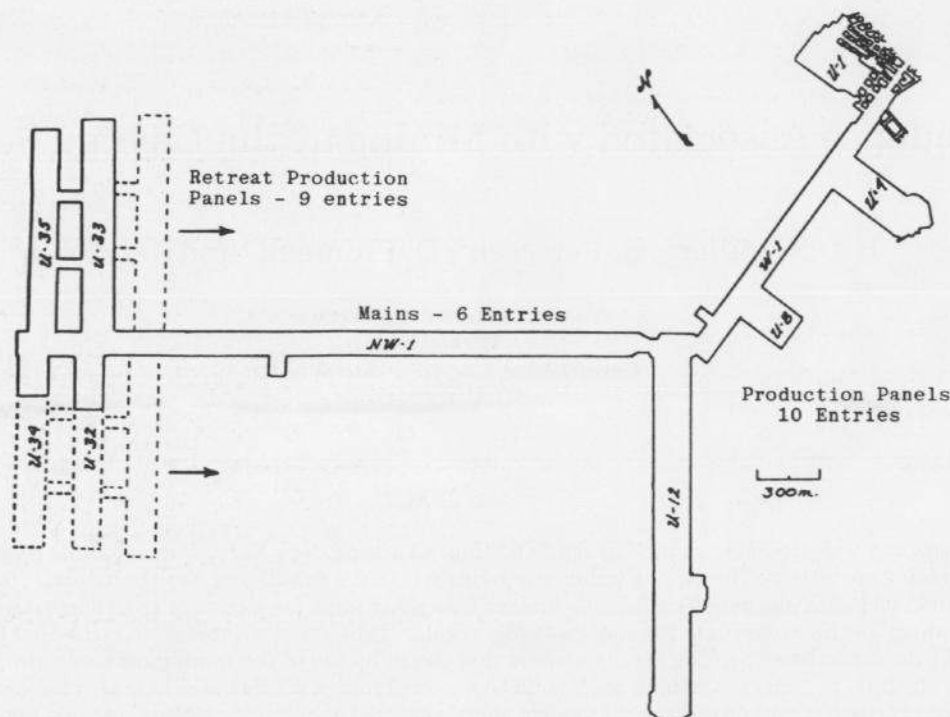 U-1
N
Retreat Production
Panels - 9 entries
U-4
U-35
U-33
W-1
Mains - 6 Entries
NW-1
U-8
Production Panels
10 Entries
U-34
U-32
300m.
U-12